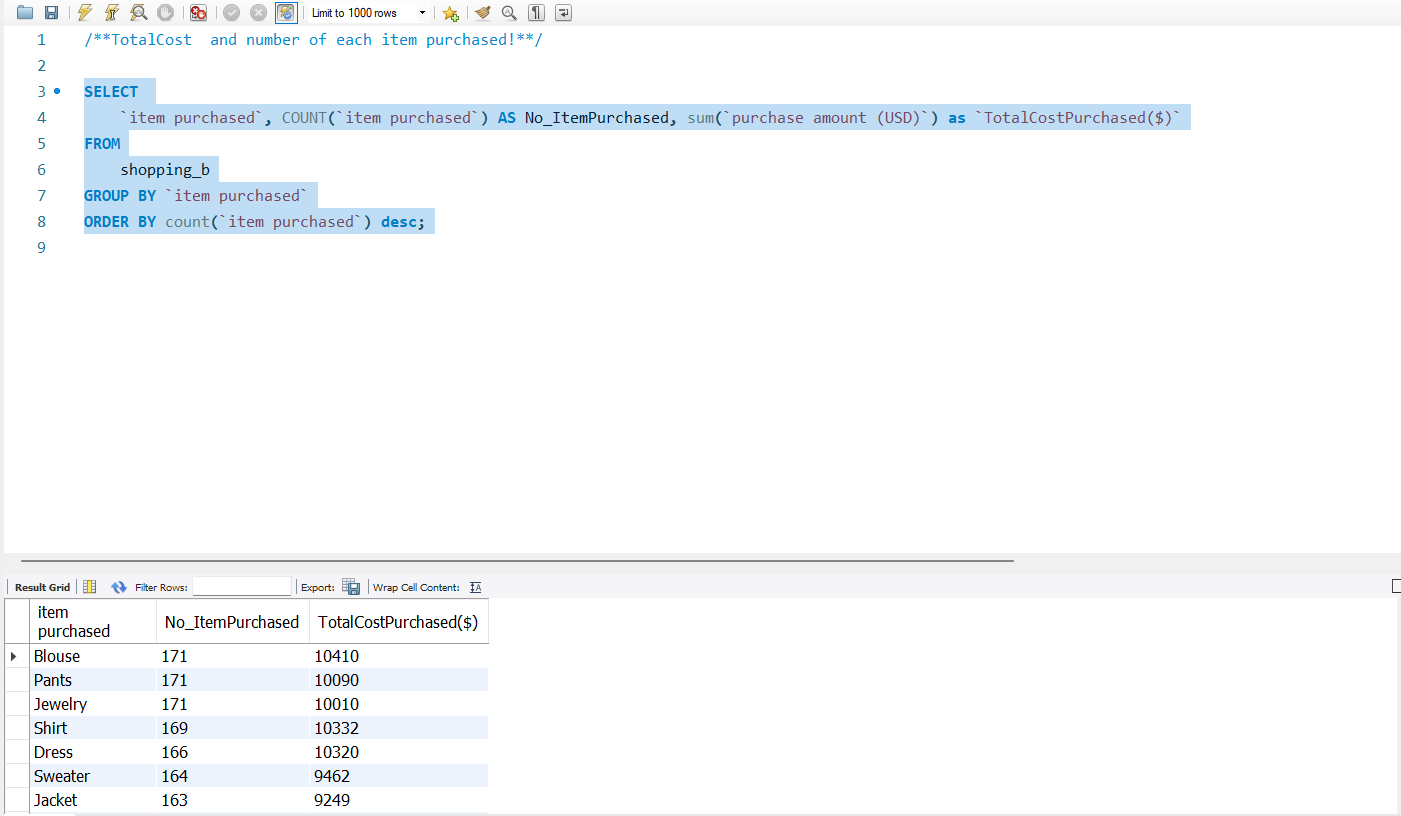 Limit to 1000 rows
1 /**TotalCost  and number of each item purchased!**/
2
3 SELECT
4 `item purchased`, COUNT(`item purchased`) AS No_ItemPurchased, sum(`purchase amount (USD)`) as `TotalCostPurchased($)`
5 FROM
6 shopping_b
7 GROUP BY `item purchased`
8 ORDER BY count(`item purchased`) desc;
9
Result Grid Filter Rows: Export: Wrap Cell Content:
item purchased No_ItemPurchased TotalCostPurchased($)
Blouse 171 10410
Pants 171 10090
Jewelry 171 10010
Shirt 169 10332
Dress 166 10320
Sweater 164 9462
Jacket 163 9249